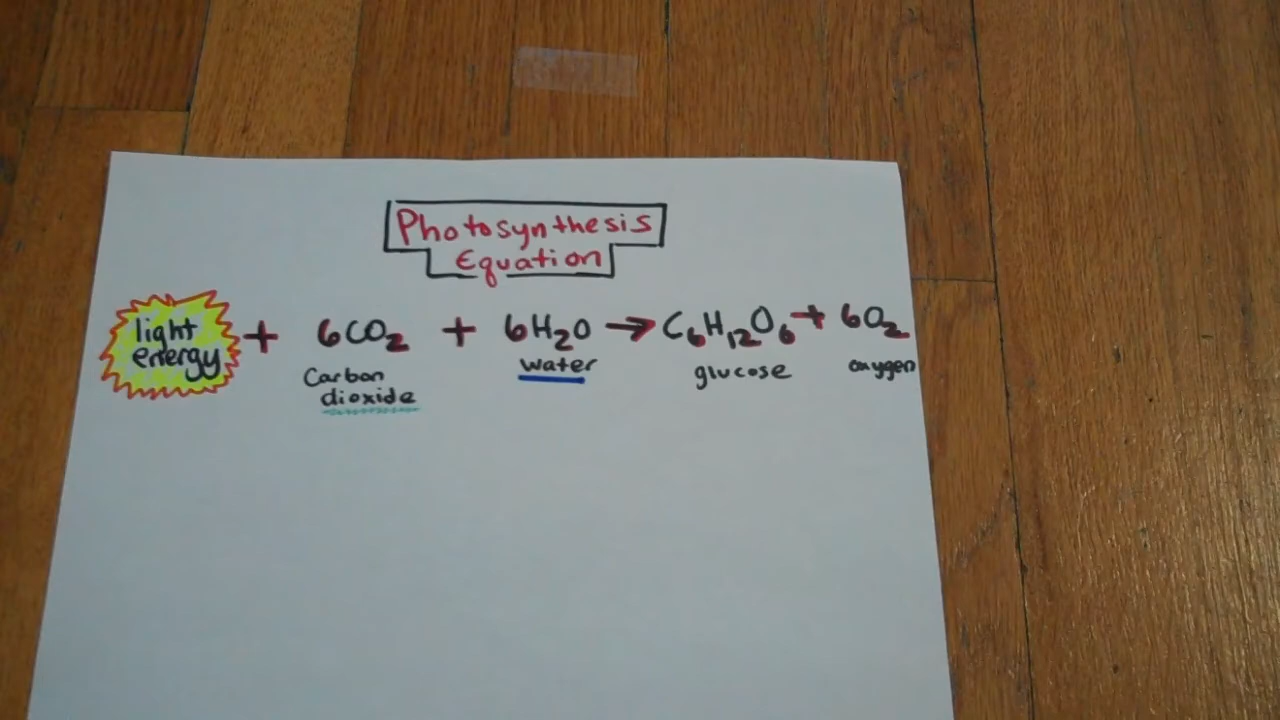 Photosynthesis
Equation
light
energy
+ 6CO₂ + 6H₂O → C₆H₁₂O₆ + 6O₂
Carbon
dioxide
water
glucose
oxygen